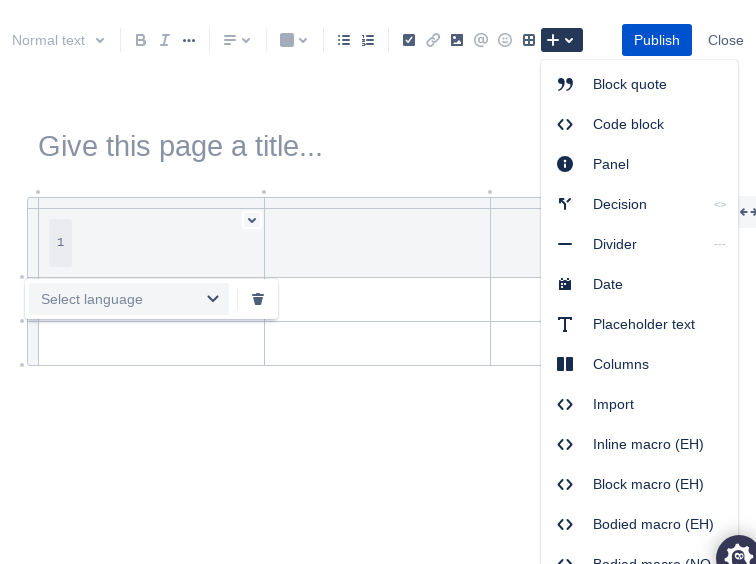 Normal text
Publish
Close
Give this page a title...
1
Select language
Block quote
Code block
Panel
Decision <>
Divider ---
Date
Placeholder text
Columns
Import
Inline macro (EH)
Block macro (EH)
Bodied macro (EH)
Bodied macro (NO